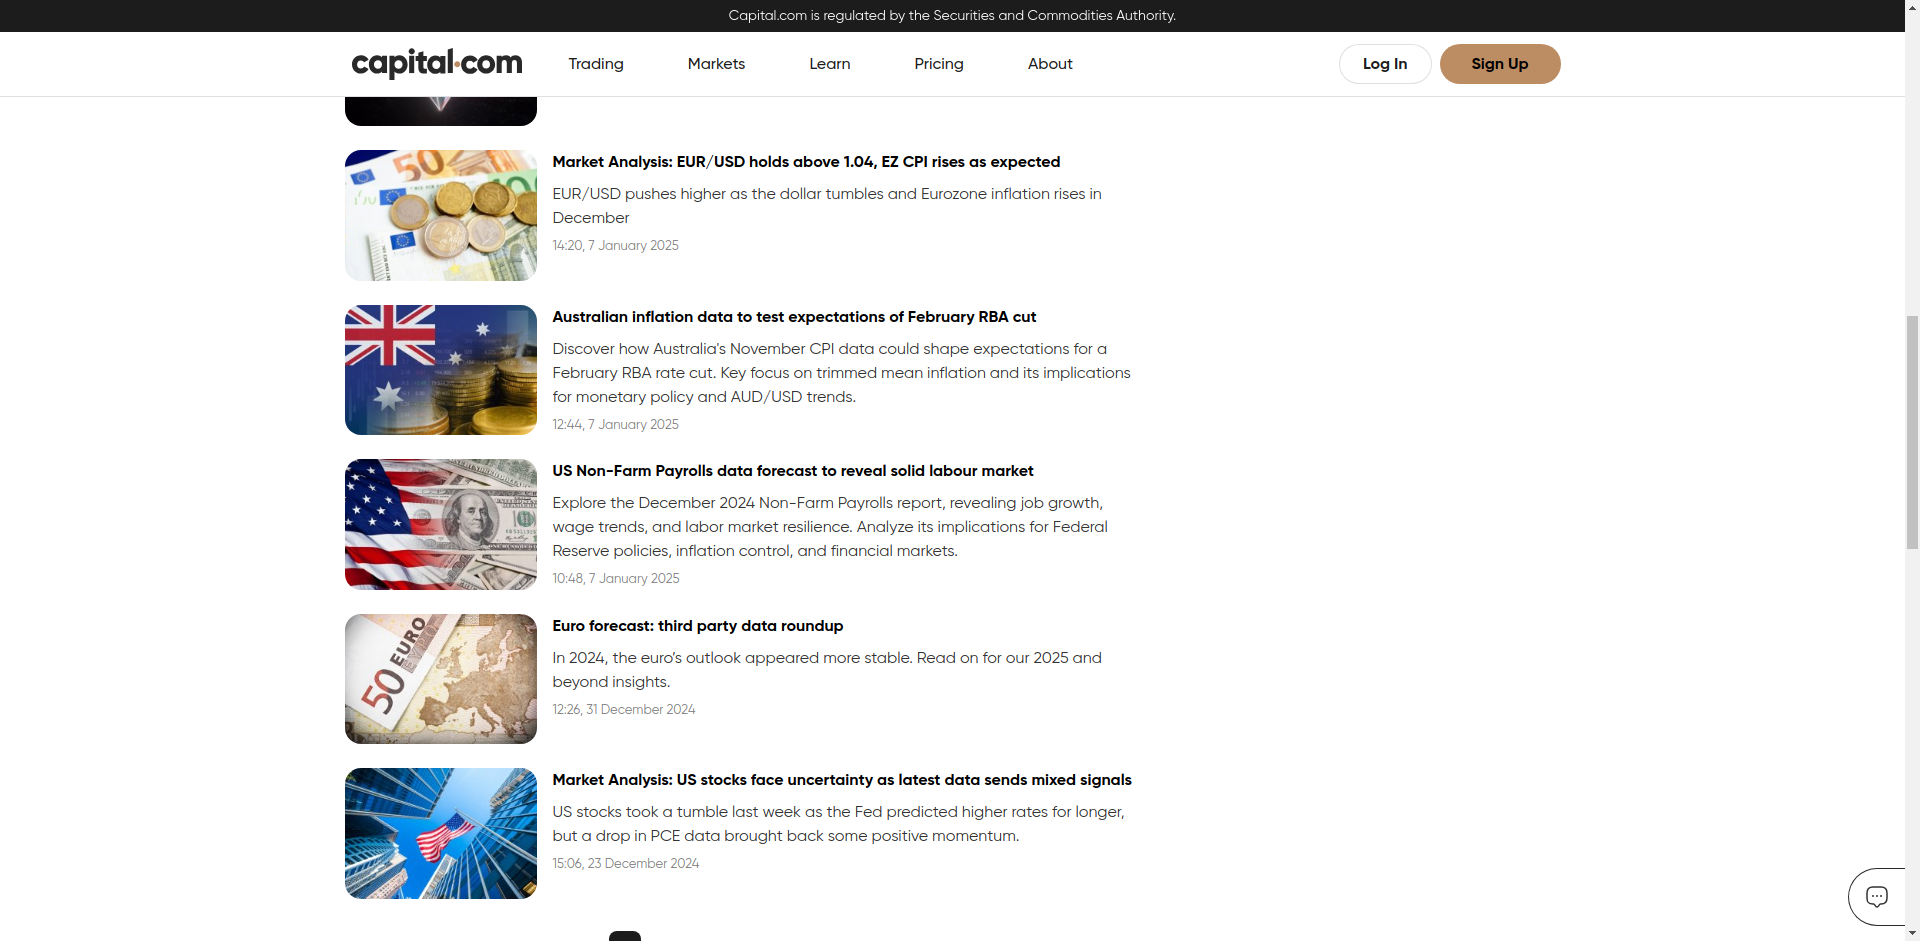 Capital.com is regulated by the Securities and Commodities Authority.
capital.com
Trading
Markets
Learn
Pricing
About
Log In
Sign Up
Market Analysis: EUR/USD holds above 1.04, EZ CPI rises as expected
EUR/USD pushes higher as the dollar tumbles and Eurozone inflation rises in
December
14:20, 7 January 2025
Australian inflation data to test expectations of February RBA cut
Discover how Australia's November CPI data could shape expectations for a
February RBA rate cut. Key focus on trimmed mean inflation and its implications
for monetary policy and AUD/USD trends.
12:44, 7 January 2025
US Non-Farm Payrolls data forecast to reveal solid labour market
Explore the December 2024 Non-Farm Payrolls report, revealing job growth,
wage trends, and labor market resilience. Analyze its implications for Federal
Reserve policies, inflation control, and financial markets.
10:48, 7 January 2025
50 EURO
Euro forecast: third party data roundup
In 2024, the euro’s outlook appeared more stable. Read on for our 2025 and
beyond insights.
12:26, 31 December 2024
Market Analysis: US stocks face uncertainty as latest data sends mixed signals
US stocks took a tumble last week as the Fed predicted higher rates for longer,
but a drop in PCE data brought back some positive momentum.
15:06, 23 December 2024